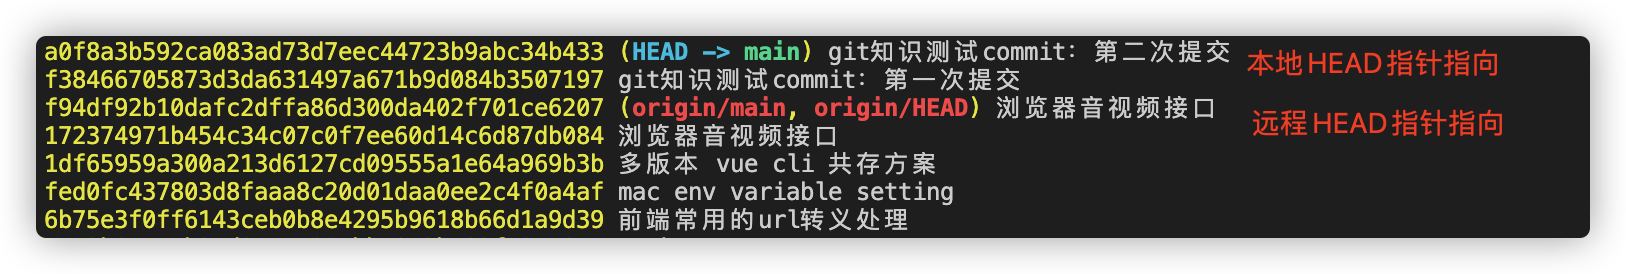 a0f8a3b592ca083ad73d7eec44723b9abc34b433 (HEAD -> main) git知识测试commit: 第二次提交 本地HEAD指针指向
f38466705873d3da631497a671b9d084b3507197 git知识测试commit: 第一次提交
f94df92b10dafc2dffa86d300da402f701ce6207 (origin/main, origin/HEAD) 浏览器音视频接口 远程HEAD指针指向
172374971b454c34c07c0f7ee60d14c6d87db084 浏览器音视频接口
1df65959a300a213d6127cd09555a1e64a969b3b 多版本 vue cli 共存方案
fed0fc437803d8faaa8c20d01daa0ee2c4f0a4af mac env variable setting
6b75e3f0ff6143ceb0b8e4295b9618b66d1a9d39 前端常用的url转义处理